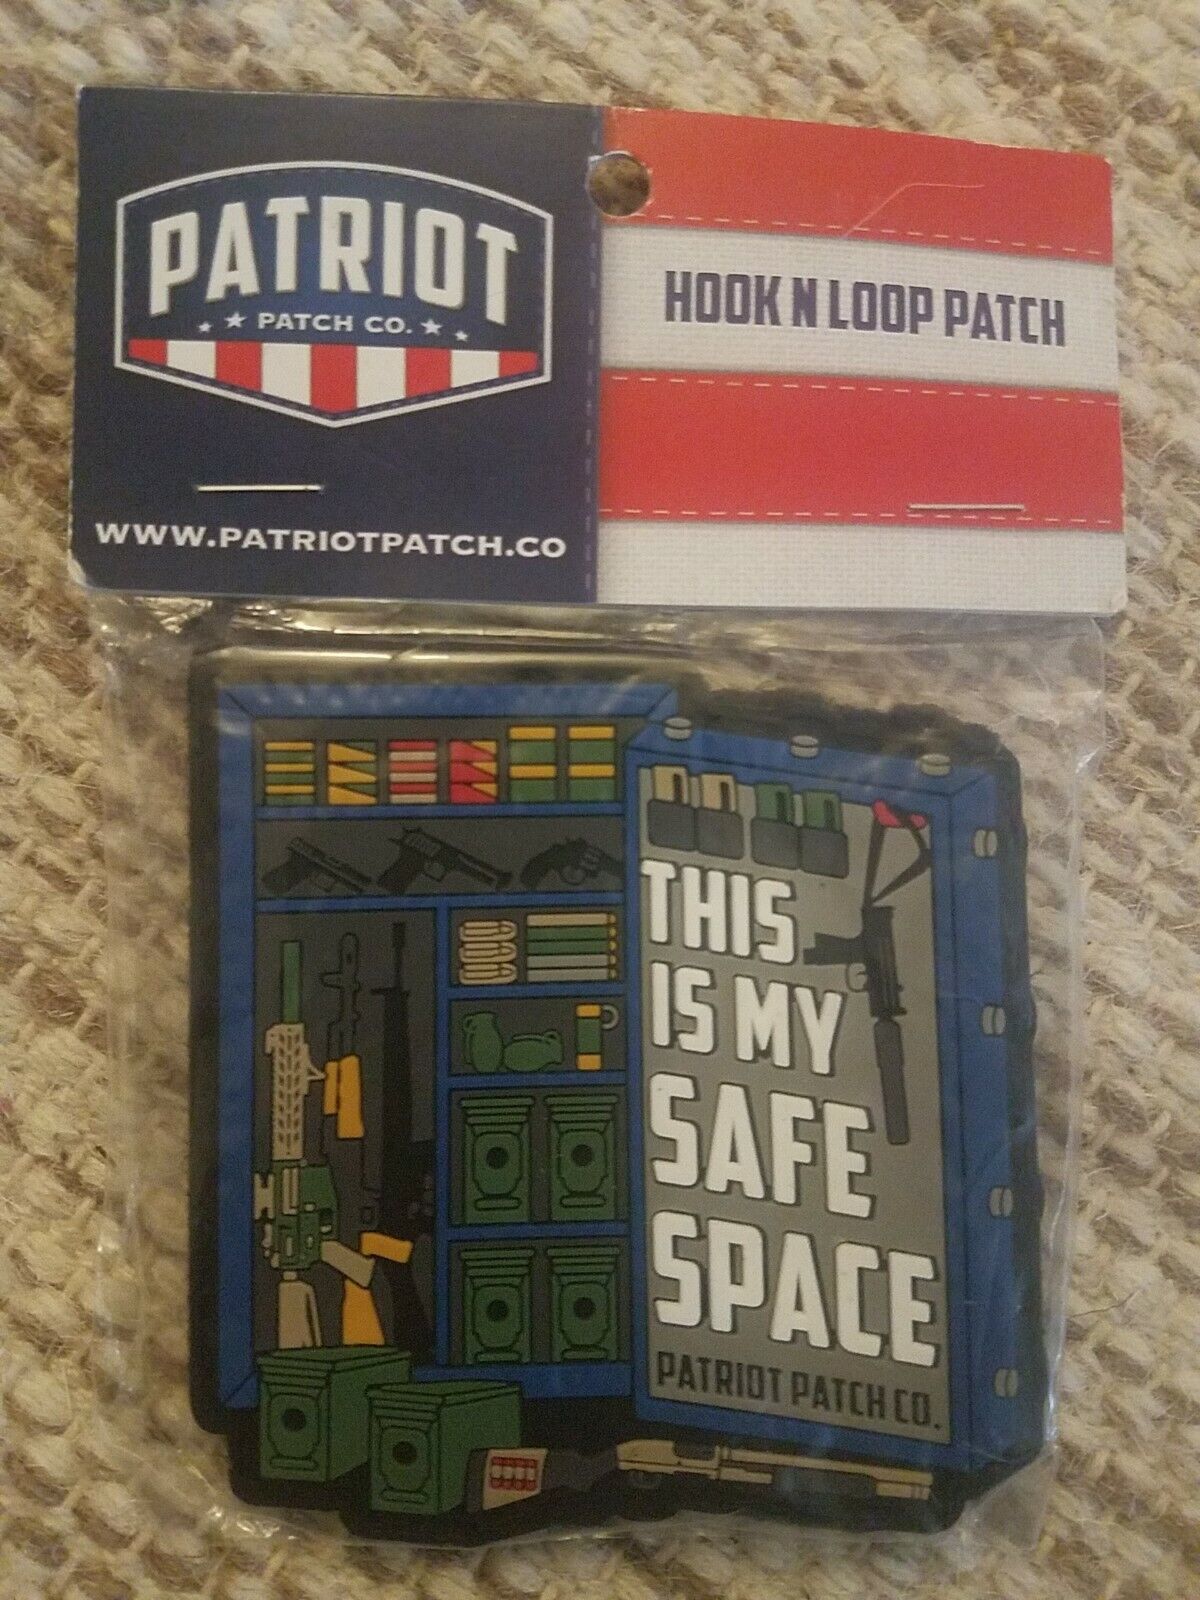 PATRIOT
PATCH CO.
WWW.PATRIOTPATCH.CO
HOOK N LOOP PATCH
THIS
IS MY
SAFE
SPACE
PATRIOT PATCH CO.